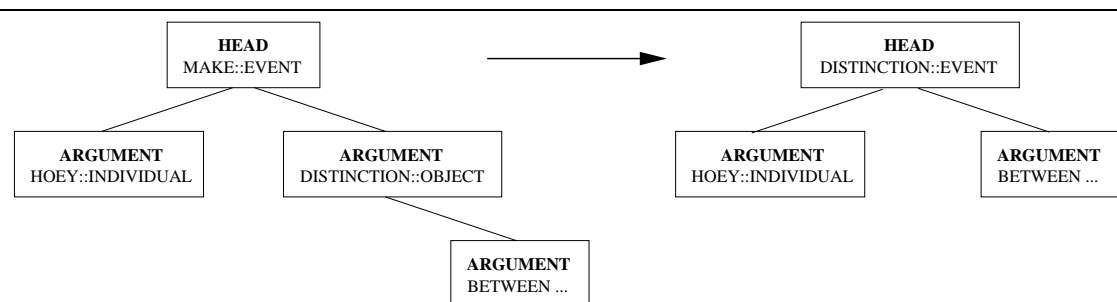 HEAD
MAKE::EVENT
HEAD
DISTINCTION::EVENT
ARGUMENT
HOEY::INDIVIDUAL
ARGUMENT
DISTINCTION::OBJECT
ARGUMENT
HOEY::INDIVIDUAL
ARGUMENT
BETWEEN ...
ARGUMENT
BETWEEN ...